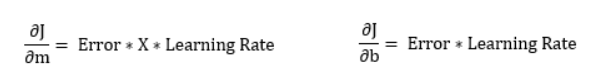 ∂J/∂m = Error ∗ X ∗ Learning Rate
∂J/∂b = Error ∗ Learning Rate